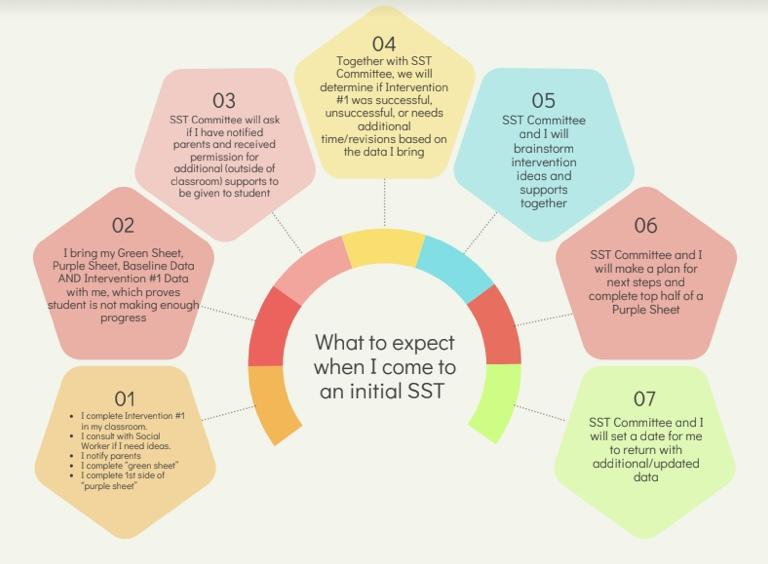 04
Together with SST
Committee, we will
determine if Intervention
#1 was successful,
unsuccessful, or needs
additional
time/revisions based on
the data I bring
03
SST Committee will ask
if I have notified
parents and received
permission for
additional (outside of
classroom) supports to
be given to student
05
SST Committee
and I will
brainstorm
intervention
ideas and
supports
together
02
I bring my Green Sheet,
Purple Sheet, Baseline Data
AND Intervention #1 Data
with me, which proves
student is not making enough
progress
06
SST Committee and I
will make a plan for
next steps and
complete top half of a
Purple Sheet
What to expect
when I come to
an initial SST
01
• I complete Intervention #1
in my classroom.
• I consult with Social
Worker if I need ideas.
• I notify parents
• I complete "green sheet"
• I complete 1st side of
"purple sheet"
07
SST Committee and I
will set a date for me
to return with
additional/updated
data